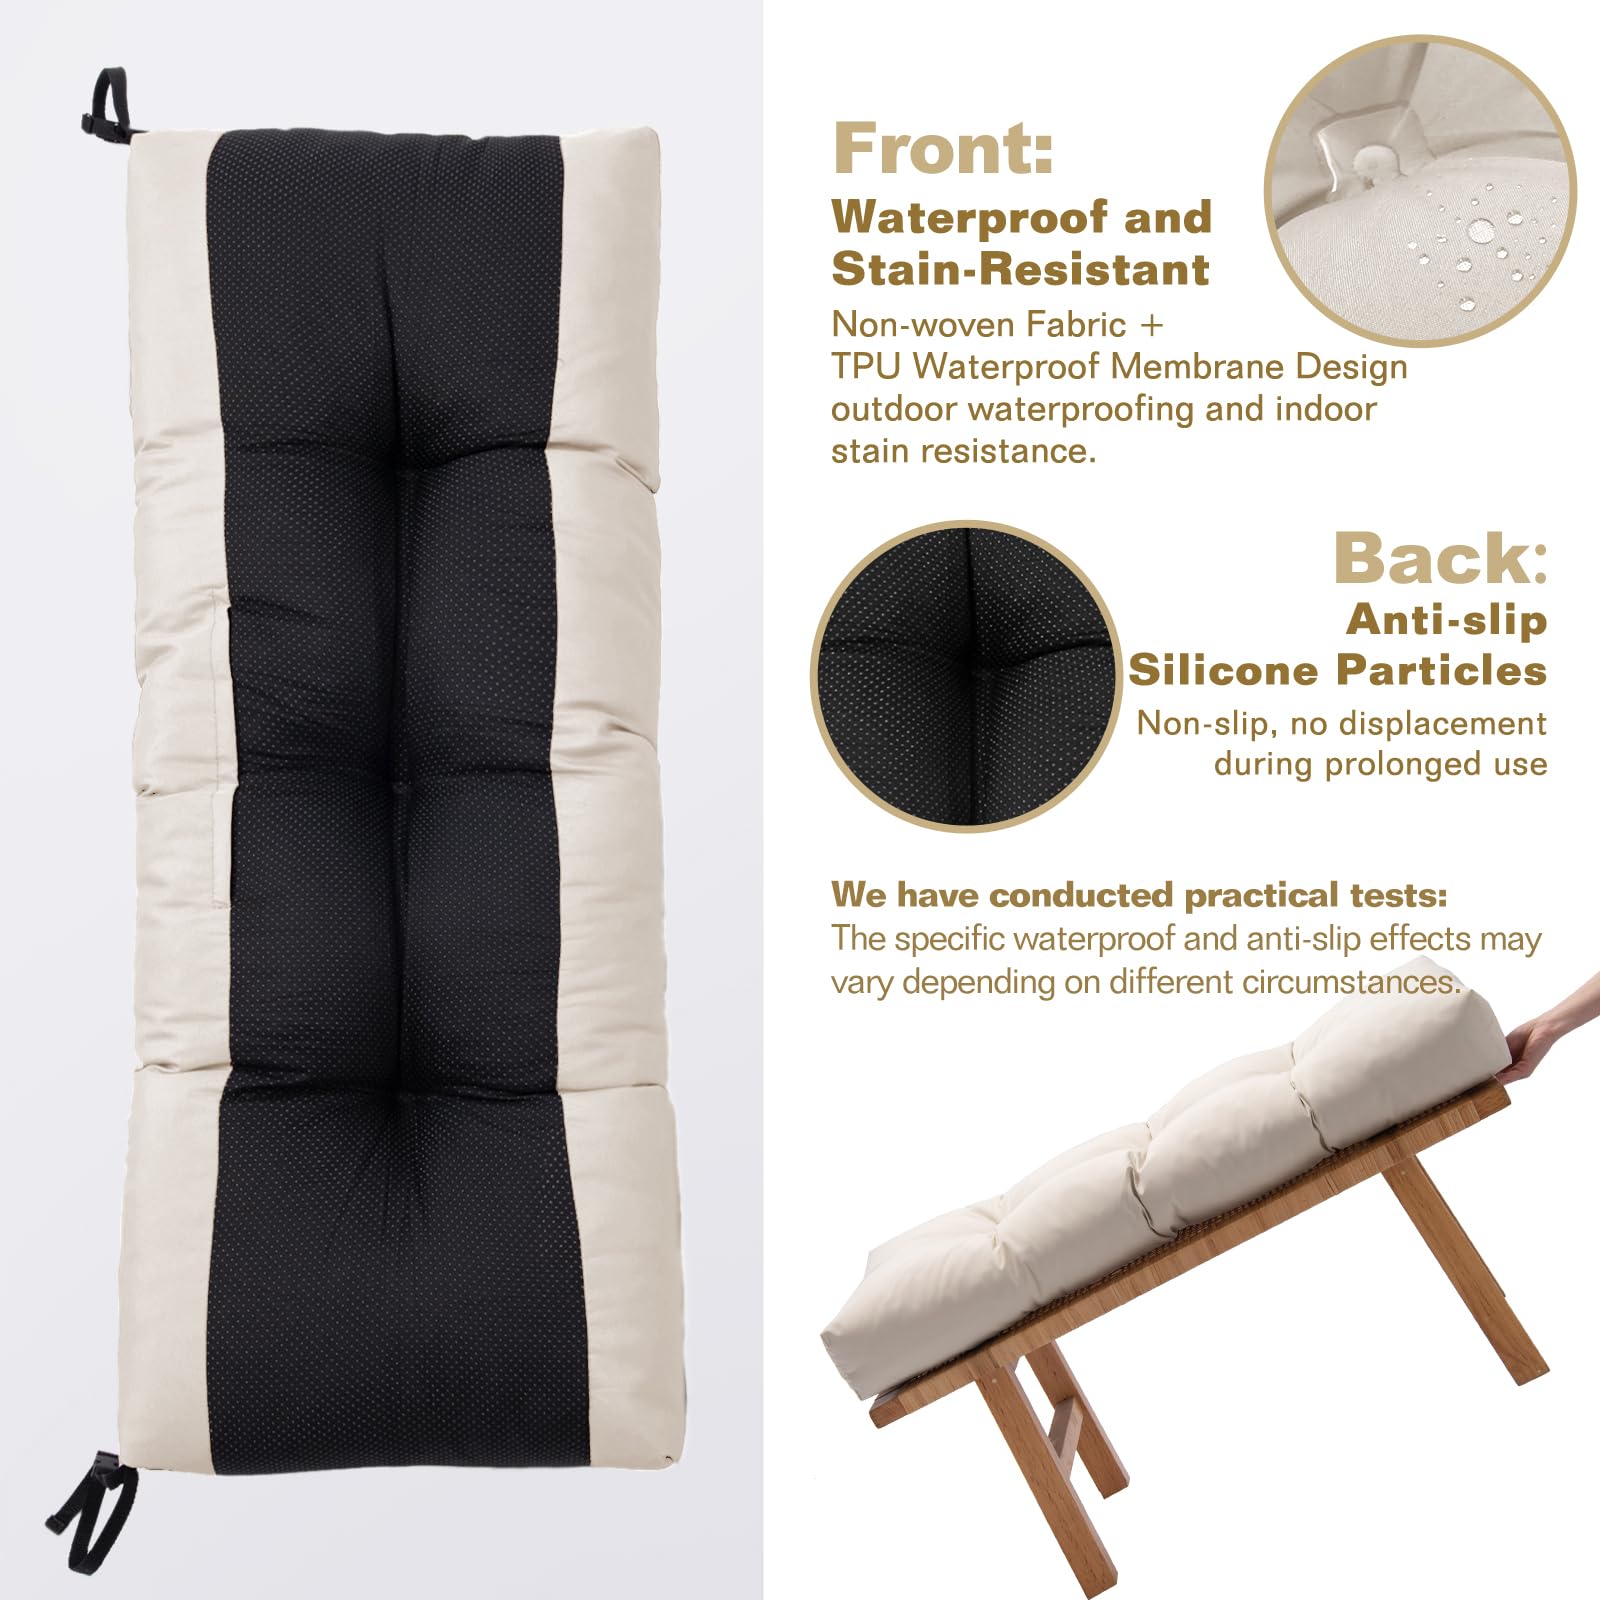 Front:
Waterproof and
Stain-Resistant
Non-woven Fabric +
TPU Waterproof Membrane Design
outdoor waterproofing and indoor
stain resistance.
Back:
Anti-slip
Silicone Particles
Non-slip, no displacement
during prolonged use
We have conducted practical tests:
The specific waterproof and anti-slip effects may
vary depending on different circumstances.